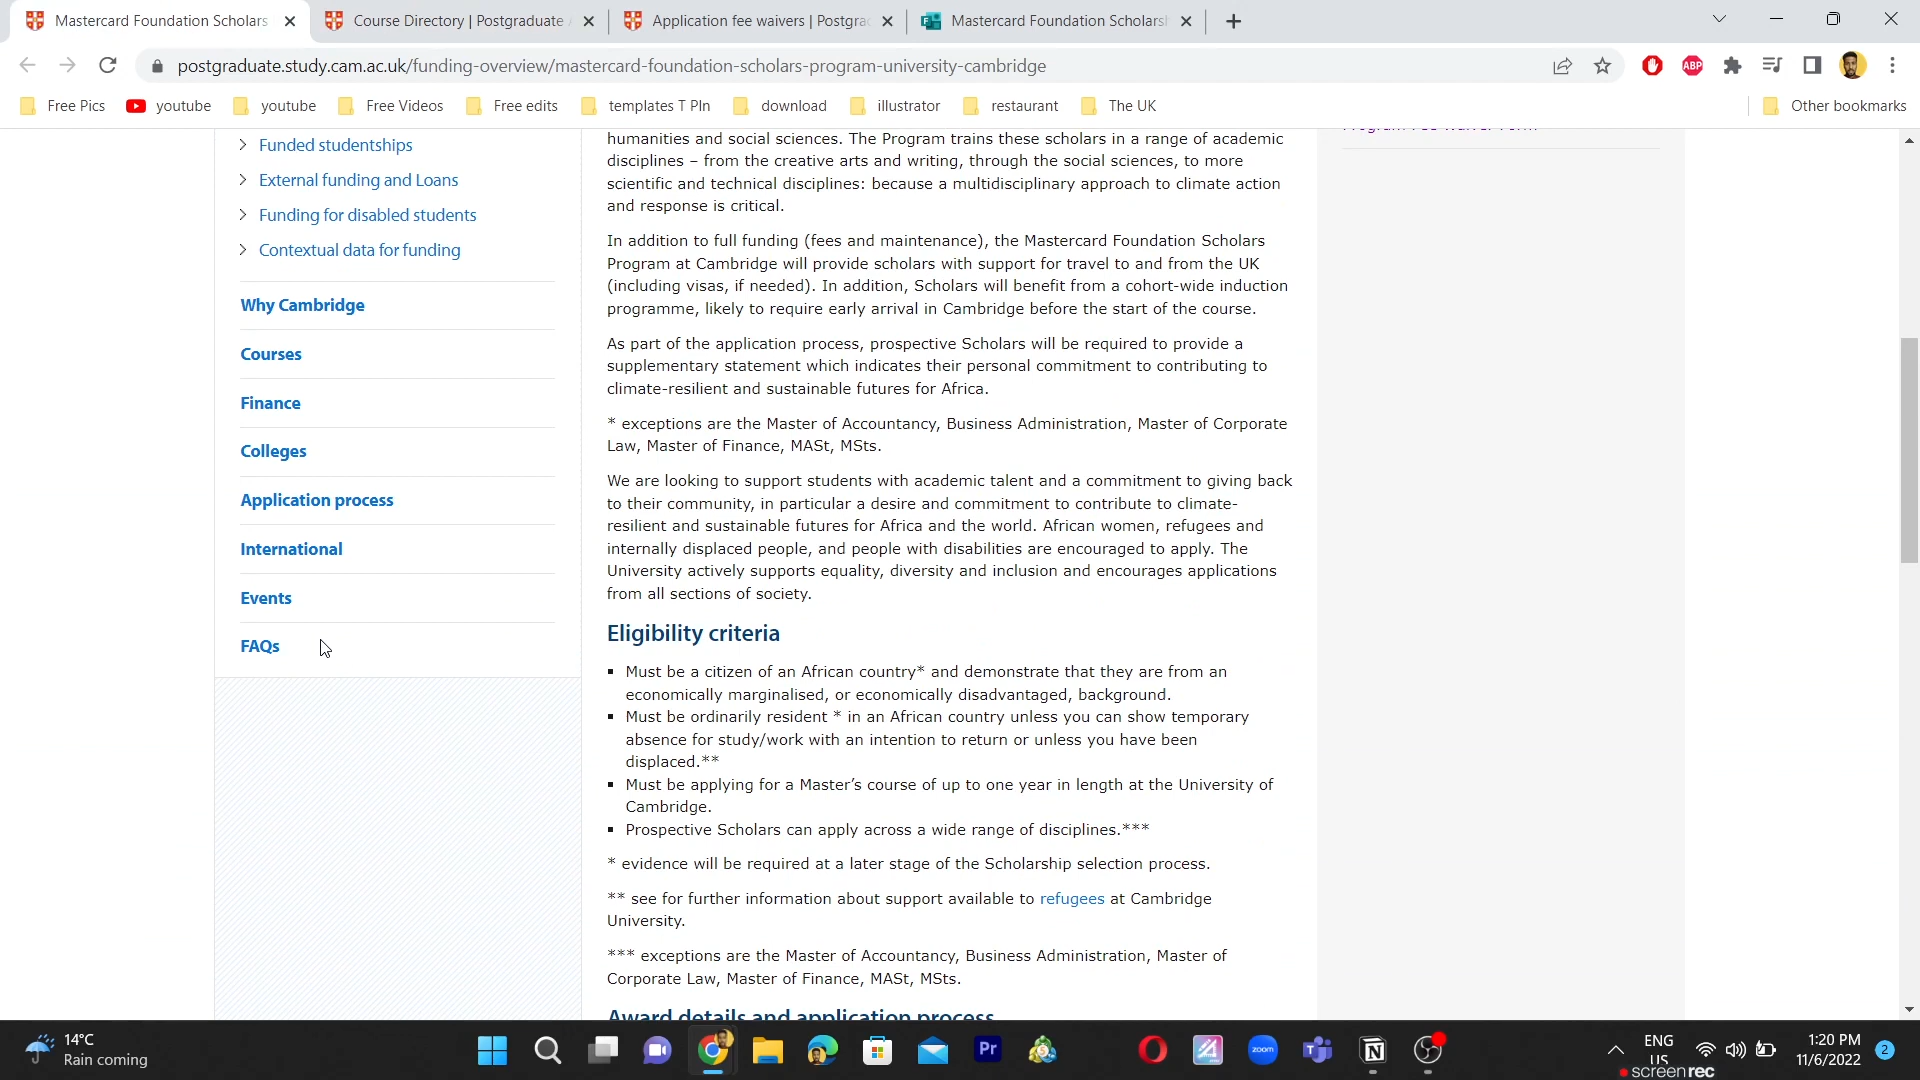 Mastercard Foundation Scholars
Course Directory | Postgraduate
Application fee waivers | Postgra
Mastercard Foundation Scholarsh
postgraduate.study.cam.ac.uk/funding-overview/mastercard-foundation-scholars-program-university-cambridge
ABP
Free Pics
youtube
youtube
Free Videos
Free edits
templates T Pln
download
illustrator
restaurant
The UK
Other bookmarks
Funded studentships
External funding and Loans
Funding for disabled students
Contextual data for funding
Why Cambridge
Courses
Finance
Colleges
Application process
International
Events
FAQs
humanities and social sciences. The Program trains these scholars in a range of academic
disciplines – from the creative arts and writing, through the social sciences, to more
scientific and technical disciplines: because a multidisciplinary approach to climate action
and response is critical.
In addition to full funding (fees and maintenance), the Mastercard Foundation Scholars
Program at Cambridge will provide scholars with support for travel to and from the UK
(including visas, if needed). In addition, Scholars will benefit from a cohort-wide induction
programme, likely to require early arrival in Cambridge before the start of the course.
As part of the application process, prospective Scholars will be required to provide a
supplementary statement which indicates their personal commitment to contributing to
climate-resilient and sustainable futures for Africa.
* exceptions are the Master of Accountancy, Business Administration, Master of Corporate
Law, Master of Finance, MASt, MSts.
We are looking to support students with academic talent and a commitment to giving back
to their community, in particular a desire and commitment to contribute to climate-
resilient and sustainable futures for Africa and the world. African women, refugees and
internally displaced people, and people with disabilities are encouraged to apply. The
University actively supports equality, diversity and inclusion and encourages applications
from all sections of society.
Eligibility criteria
▪ Must be a citizen of an African country* and demonstrate that they are from an
economically marginalised, or economically disadvantaged, background.
▪ Must be ordinarily resident * in an African country unless you can show temporary
absence for study/work with an intention to return or unless you have been
displaced.**
▪ Must be applying for a Master’s course of up to one year in length at the University of
Cambridge.
▪ Prospective Scholars can apply across a wide range of disciplines.***
* evidence will be required at a later stage of the Scholarship selection process.
** see for further information about support available to refugees at Cambridge
University.
*** exceptions are the Master of Accountancy, Business Administration, Master of
Corporate Law, Master of Finance, MASt, MSts.
Award details and application process
Program Fee Waiver Form
14°C
Rain coming
Pr
zoom
ENG
US
1:20 PM
11/6/2022
2
screenrec